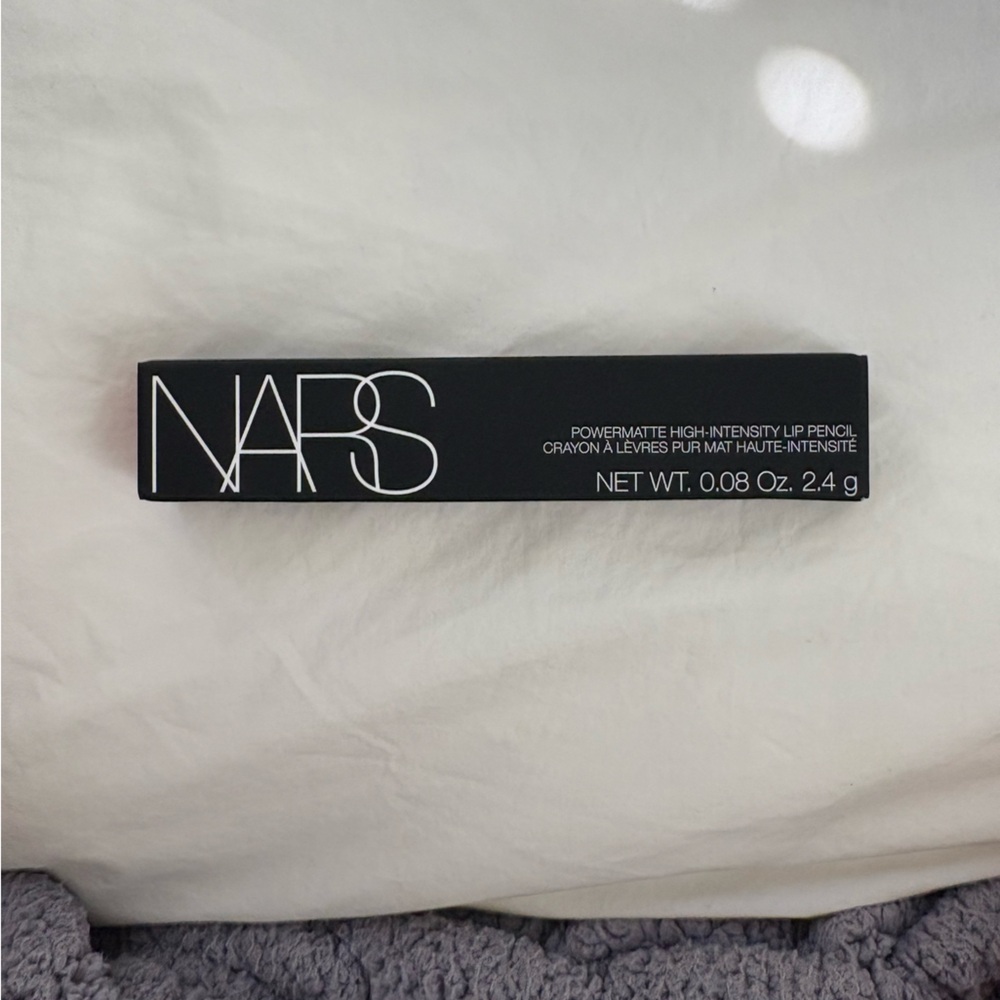 NARS
POWERMATTE HIGH-INTENSITY LIP PENCIL
CRAYON À LÈVRES PUR MAT HAUTE-INTENSITÉ
NET WT. 0.08 Oz. 2.4 g